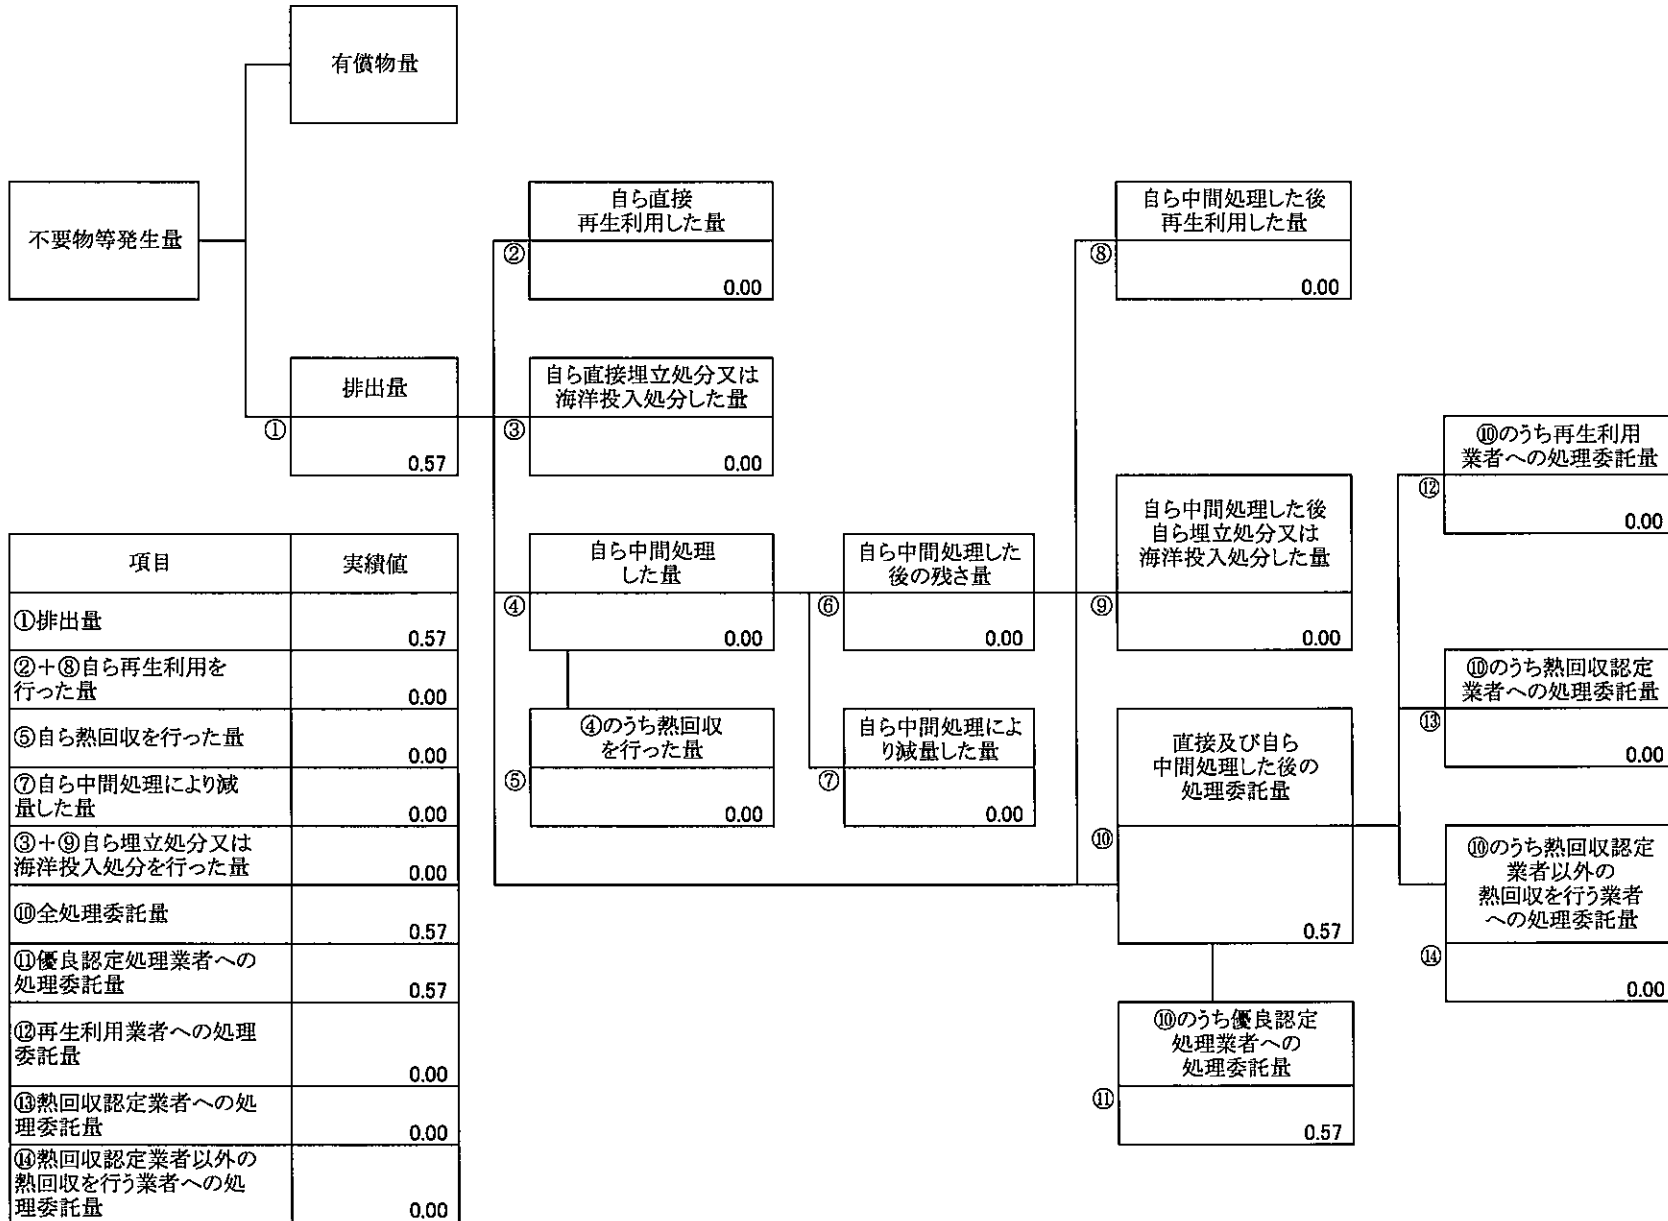 有償物量
不要物等発生量
自ら直接
再生利用した量
②
0.00
自ら中間処理した後
再生利用した量
⑧
0.00
排出量
①
0.57
自ら直接埋立処分又は
海洋投入処分した量
③
0.00
⑩のうち再生利用
業者への処理委託量
⑫
0.00
自ら中間処理
した量
④
0.00
自ら中間処理した
後の残さ量
⑥
0.00
自ら中間処理した後
自ら埋立処分又は
海洋投入処分した量
⑨
0.00
⑩のうち熱回収認定
業者への処理委託量
⑬
0.00
④のうち熱回収
を行った量
⑤
0.00
自ら中間処理によ
り減量した量
⑦
0.00
直接及び自ら
中間処理した後の
処理委託量
⑩
0.57
⑩のうち熱回収認定
業者以外の
熱回収を行う業者
への処理委託量
⑭
0.00
⑩のうち優良認定
処理業者への
処理委託量
⑪
0.57
項目 実績値
①排出量
0.57
②+⑧自ら再生利用を
行った量 0.00
⑤自ら熱回収を行った量
0.00
⑦自ら中間処理により減
量した量 0.00
③+⑨自ら埋立処分又は
海洋投入処分を行った量 0.00
⑩全処理委託量
0.57
⑪優良認定処理業者への
処理委託量 0.57
⑫再生利用業者への処理
委託量
0.00
⑬熱回収認定業者への処
理委託量 0.00
⑭熱回収認定業者以外の
熱回収を行う業者への処
理委託量 0.00